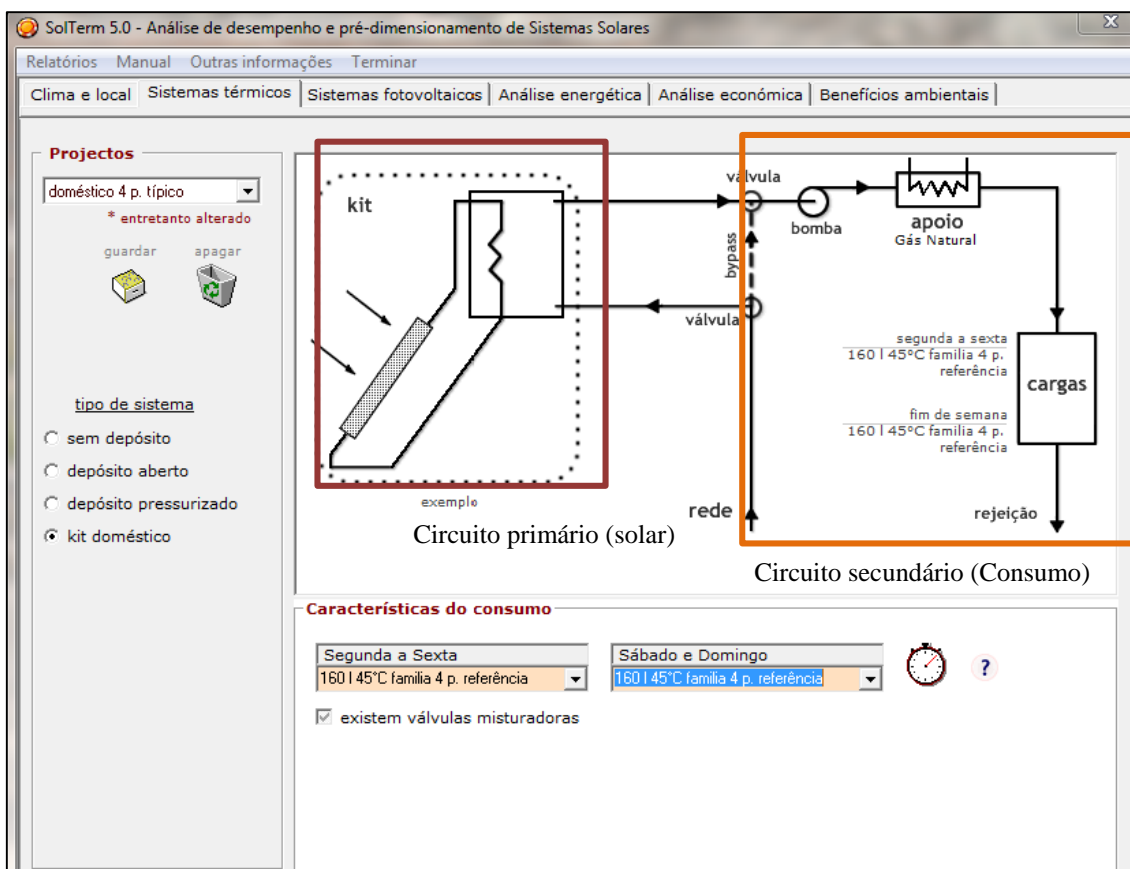 SolTerm 5.0 - Análise de desempenho e pré-dimensionamento de Sistemas Solares
X
Relatórios Manual Outras informações Terminar
Clima e local Sistemas térmicos Sistemas fotovoltaicos Análise energética Análise económica Benefícios ambientais
Projectos
doméstico 4 p. típico
* entretanto alterado
guardar apagar
tipo de sistema
sem depósito
depósito aberto
depósito pressurizado
kit doméstico
kit
exemplo
Circuito primário (solar)
válvula
bypass
válvula
rede
bomba
apoio
Gás Natural
segunda a sexta
160 l 45°C familia 4 p.
referência
fim de semana
160 l 45°C familia 4 p.
referência
cargas
rejeição
Circuito secundário (Consumo)
Características do consumo
Segunda a Sexta
160 l 45°C familia 4 p. referência
Sábado e Domingo
160 l 45°C familia 4 p. referência
?
existem válvulas misturadoras